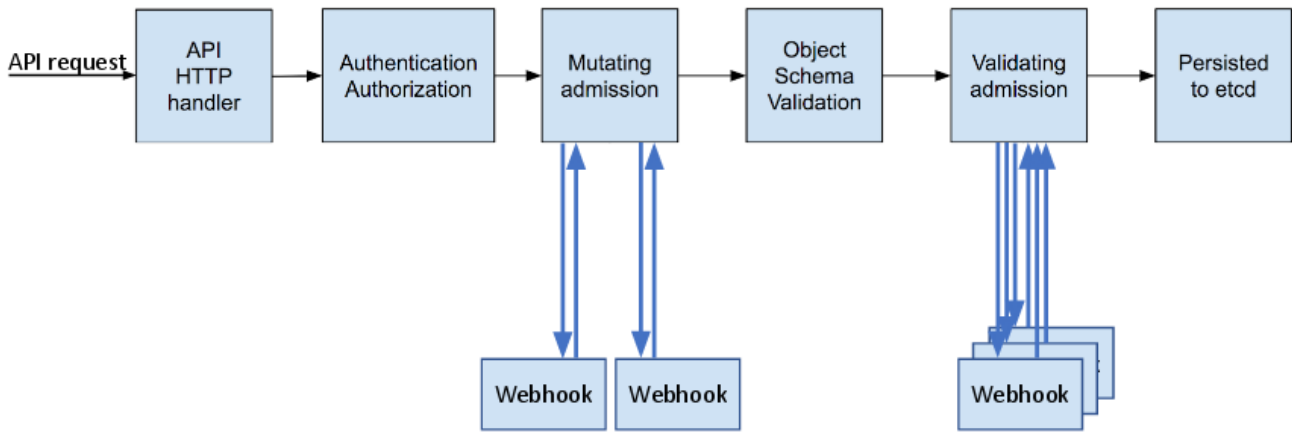 API request
API
HTTP
handler
Authentication
Authorization
Mutating
admission
Object
Schema
Validation
Validating
admission
Persisted
to etcd
Webhook
Webhook
Webhook